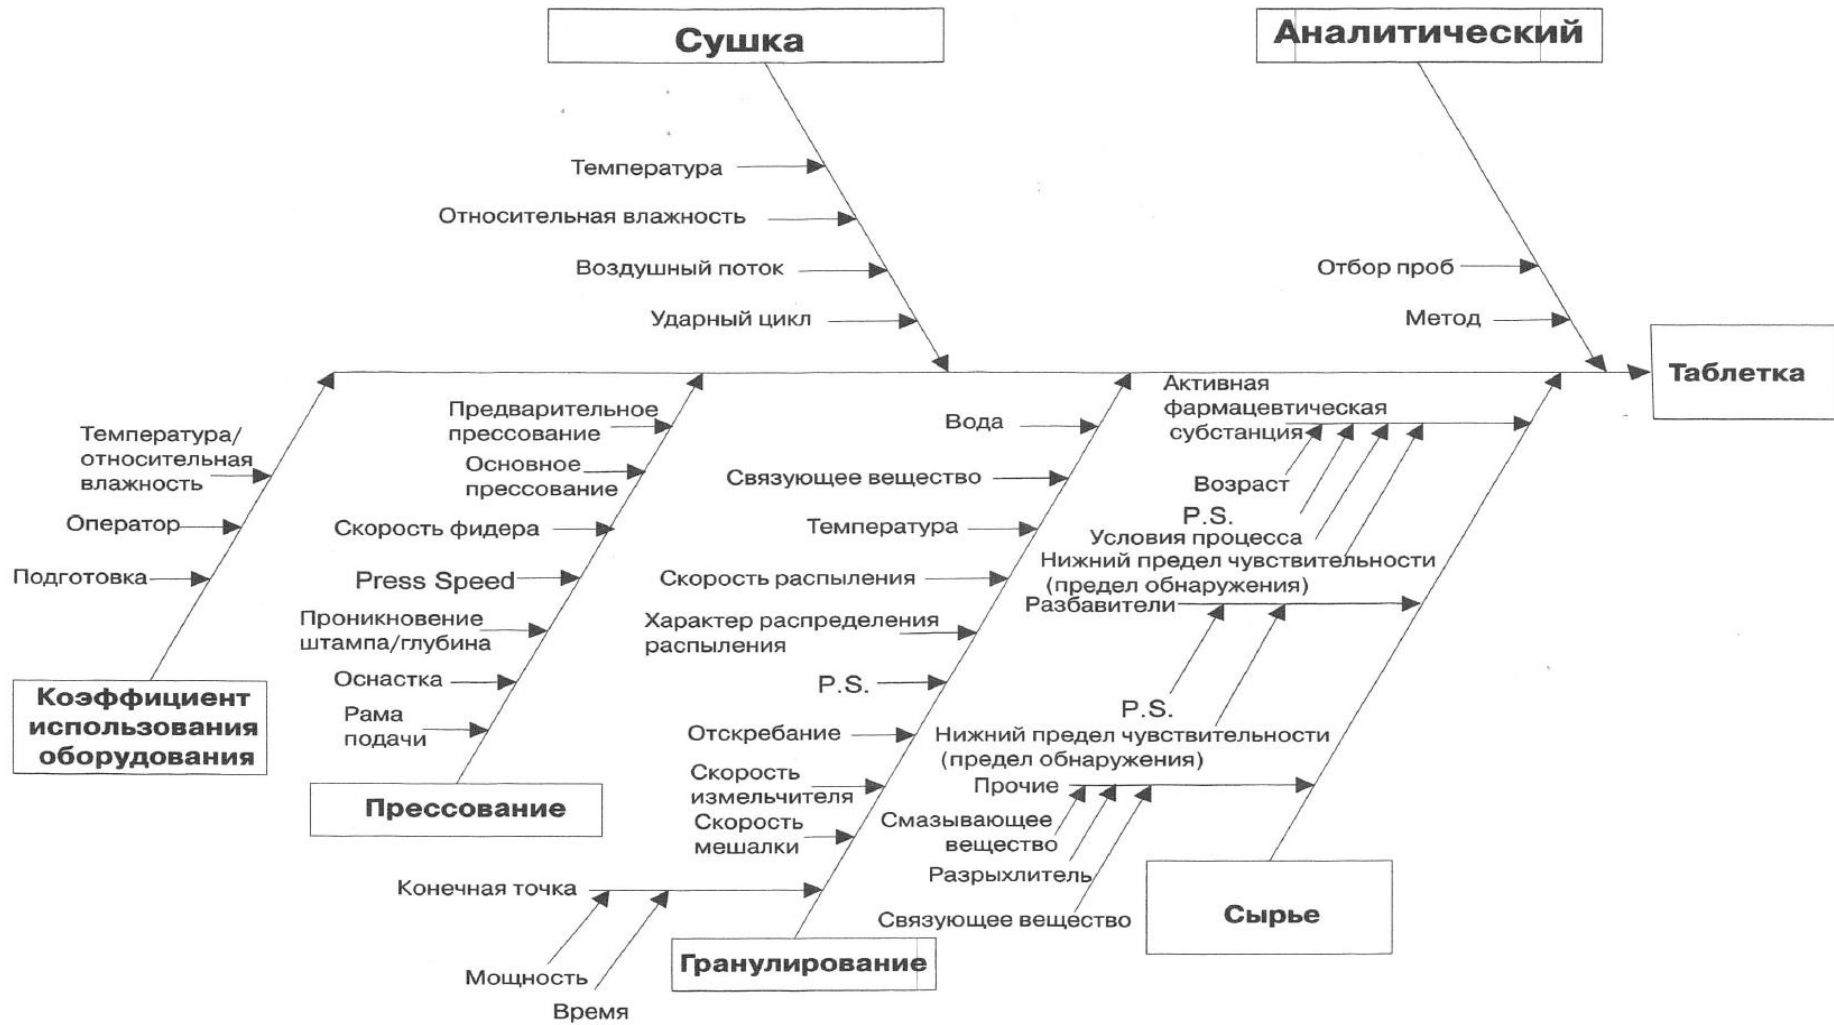 Сушка
Аналитический
Температура
Относительная влажность
Воздушный поток
Ударный цикл
Отбор проб
Метод
Таблетка
Температура/
относительная
влажность
Оператор
Подготовка
Коэффициент
использования
оборудования
Предварительное
прессование
Основное
прессование
Скорость фидера
Press Speed
Проникновение
штампа/глубина
Оснастка
Рама
подачи
Прессование
Вода
Связующее вещество
Температура
Скорость распыления
Характер распределения
распыления
P.S.
Отскребание
Скорость
измельчителя
Скорость
мешалки
Конечная точка
Мощность
Время
Гранулирование
Активная
фармацевтическая
субстанция
Возраст
P.S.
Условия процесса
Нижний предел чувствительности
(предел обнаружения)
Разбавители
P.S.
Нижний предел чувствительности
(предел обнаружения)
Прочие
Смазывающее
вещество
Разрыхлитель
Связующее вещество
Сырье